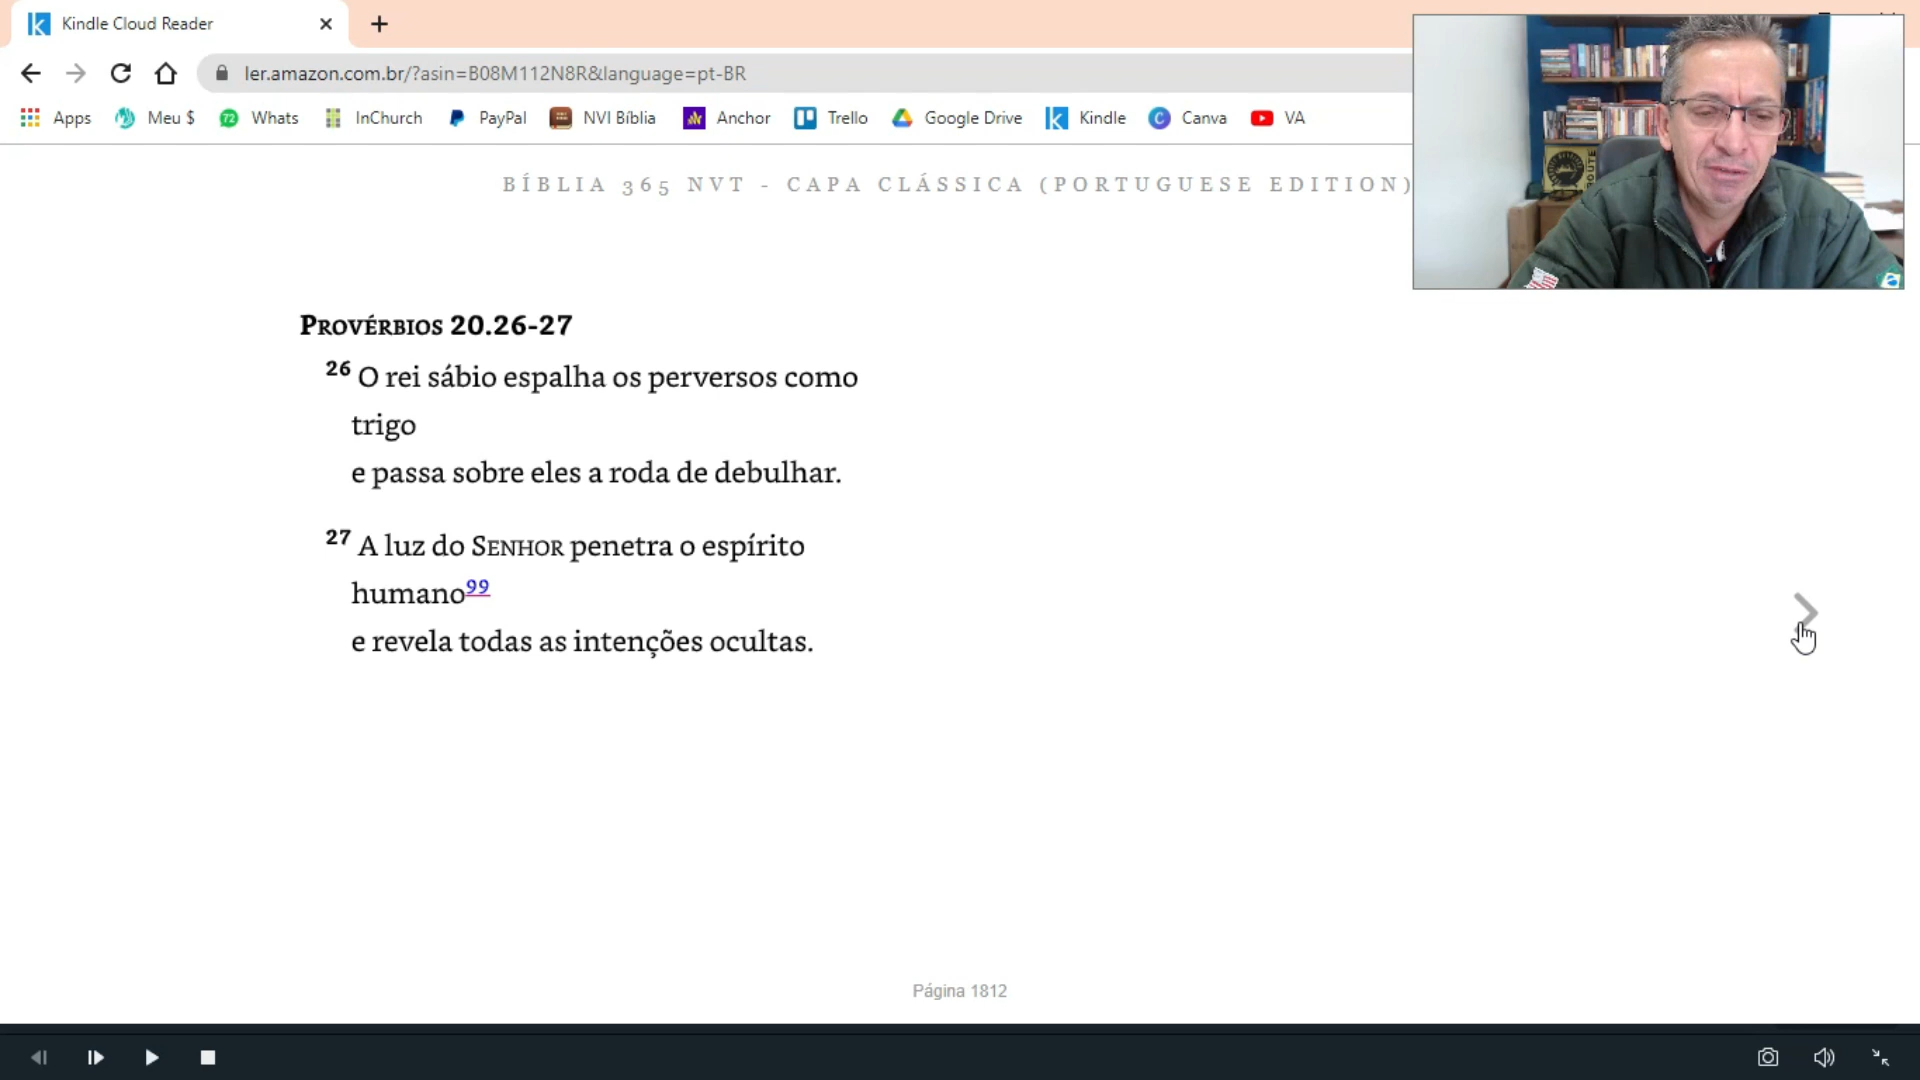 Kindle Cloud Reader
ler.amazon.com.br/?asin=B08M112N8R&language=pt-BR
Apps Meu $ Whats InChurch PayPal NVI Bíblia Anchor Trello Google Drive Kindle Canva VA
BÍBLIA 365 NVT - CAPA CLÁSSICA (PORTUGUESE EDITION)
PROVÉRBIOS 20.26-27
26 O rei sábio espalha os perversos como
trigo
e passa sobre eles a roda de debulhar.
27 A luz do SENHOR penetra o espírito
humano99
e revela todas as intenções ocultas.
Página 1812